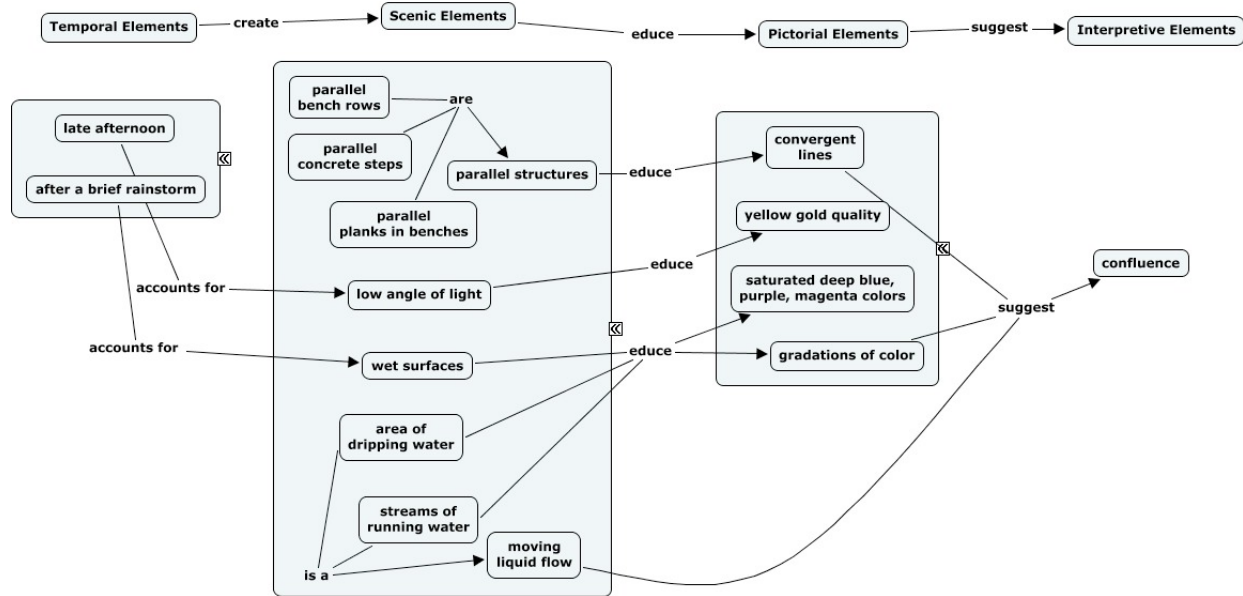 Temporal Elements
create
Scenic Elements
educe
Pictorial Elements
suggest
Interpretive Elements
late afternoon
after a brief rainstorm
accounts for
accounts for
parallel
bench rows
are
parallel
concrete steps
parallel structures
parallel
planks in benches
low angle of light
wet surfaces
area of
dripping water
streams of
running water
is a
moving
liquid flow
educe
educe
educe
convergent
lines
yellow gold quality
saturated deep blue,
purple, magenta colors
gradations of color
suggest
confluence